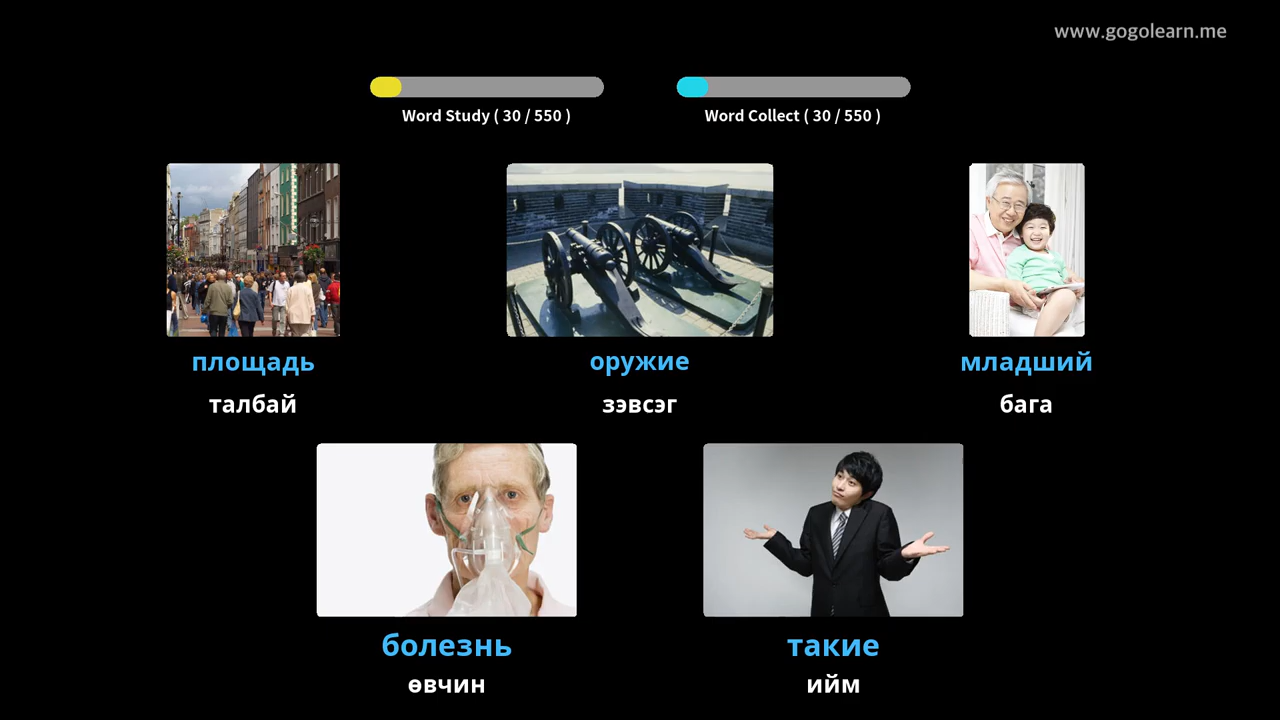 www.gogolearn.me
Word Study ( 30 / 550 )
Word Collect ( 30 / 550 )
площадь
талбай
оружие
зэвсэг
младший
бага
болезнь
өвчин
такие
ийм